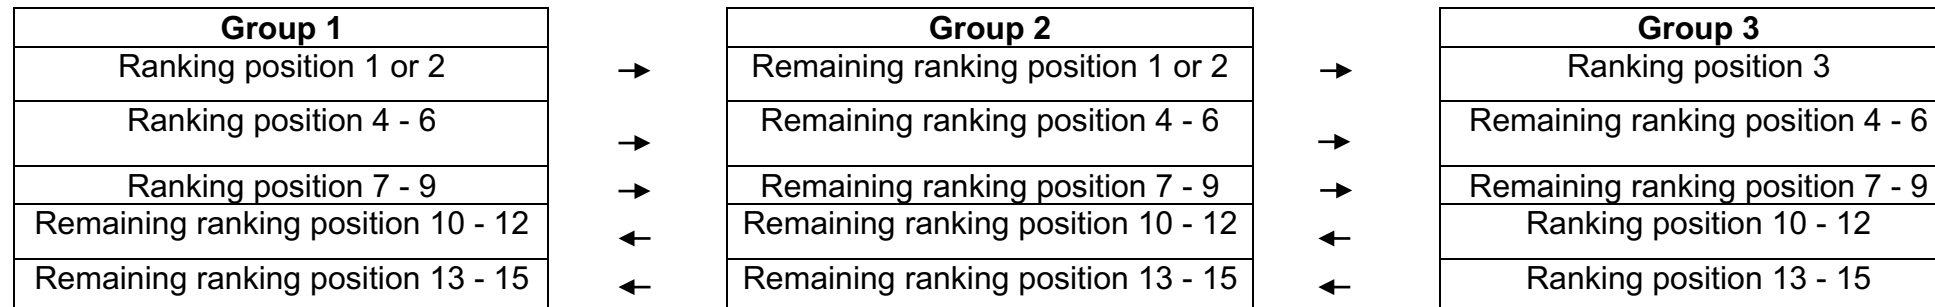 Group 1 Group 2 Group 3
Ranking position 1 or 2 → Remaining ranking position 1 or 2 → Ranking position 3
Ranking position 4 - 6 → Remaining ranking position 4 - 6 → Remaining ranking position 4 - 6
Ranking position 7 - 9 → Remaining ranking position 7 - 9 → Remaining ranking position 7 - 9
Remaining ranking position 10 - 12 ← Remaining ranking position 10 - 12 ← Ranking position 10 - 12
Remaining ranking position 13 - 15 ← Remaining ranking position 13 - 15 ← Ranking position 13 - 15